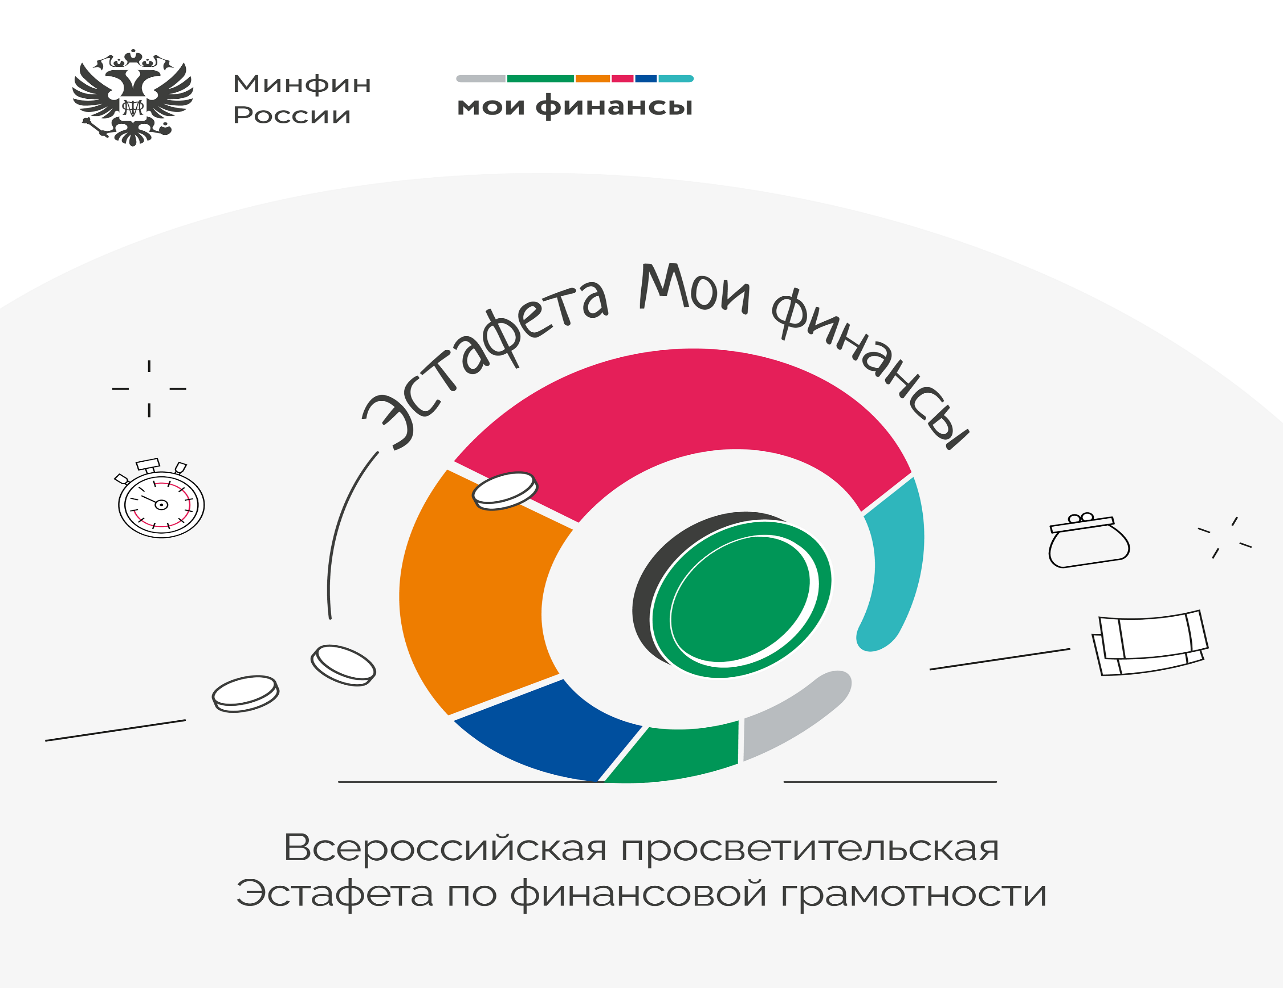 Минфин
России
мои финансы
Эстафета Мои финансы
Всероссийская просветительская
Эстафета по финансовой грамотности